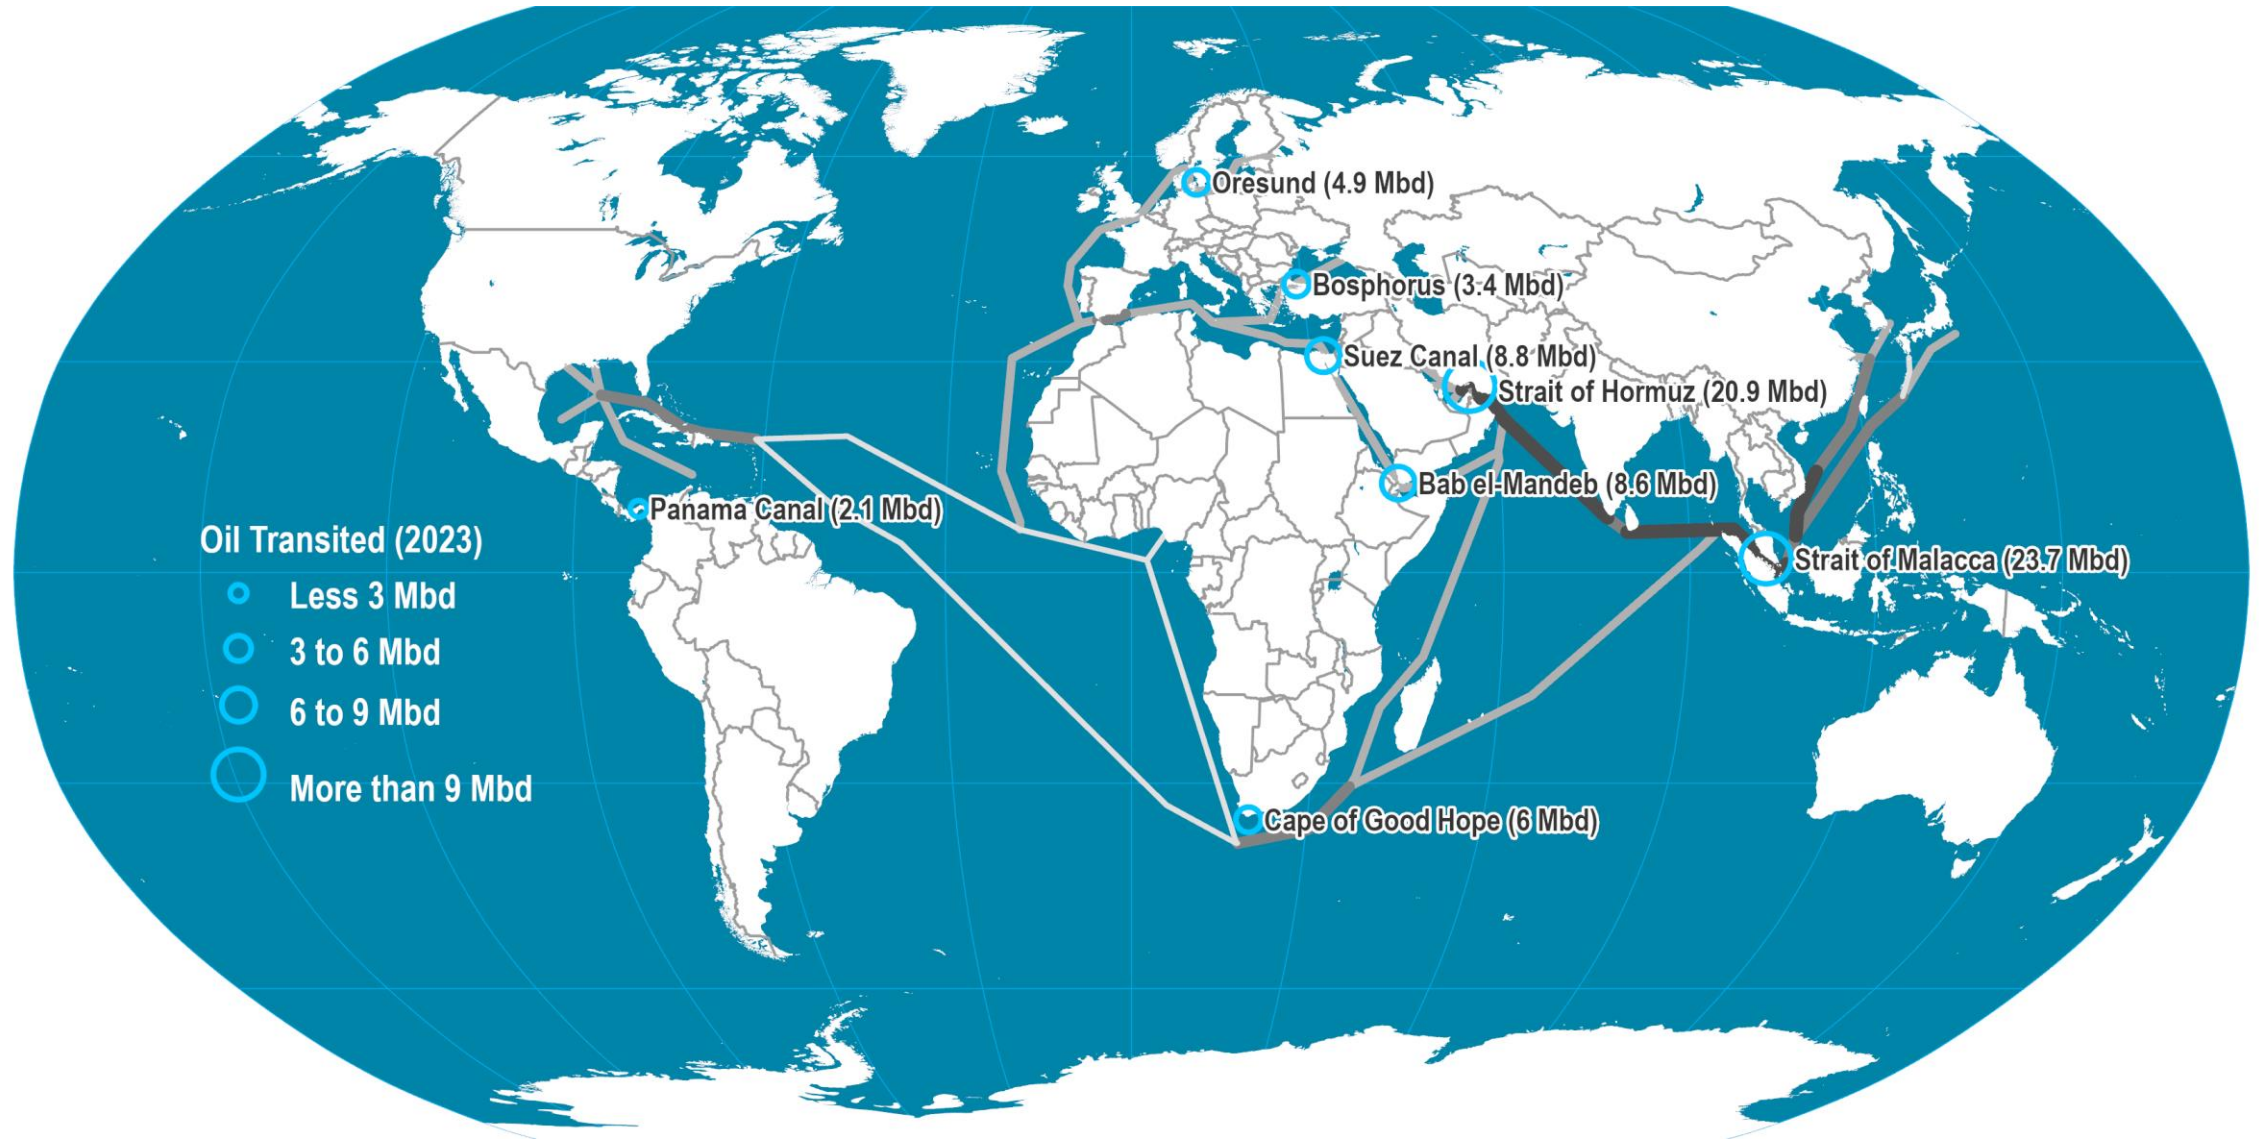 Oresund (4.9 Mbd)
Bosphorus (3.4 Mbd)
Suez Canal (8.8 Mbd)
Strait of Hormuz (20.9 Mbd)
Bab el-Mandeb (8.6 Mbd)
Panama Canal (2.1 Mbd)
Strait of Malacca (23.7 Mbd)
Cape of Good Hope (6 Mbd)
Oil Transited (2023)
Less 3 Mbd
3 to 6 Mbd
6 to 9 Mbd
More than 9 Mbd